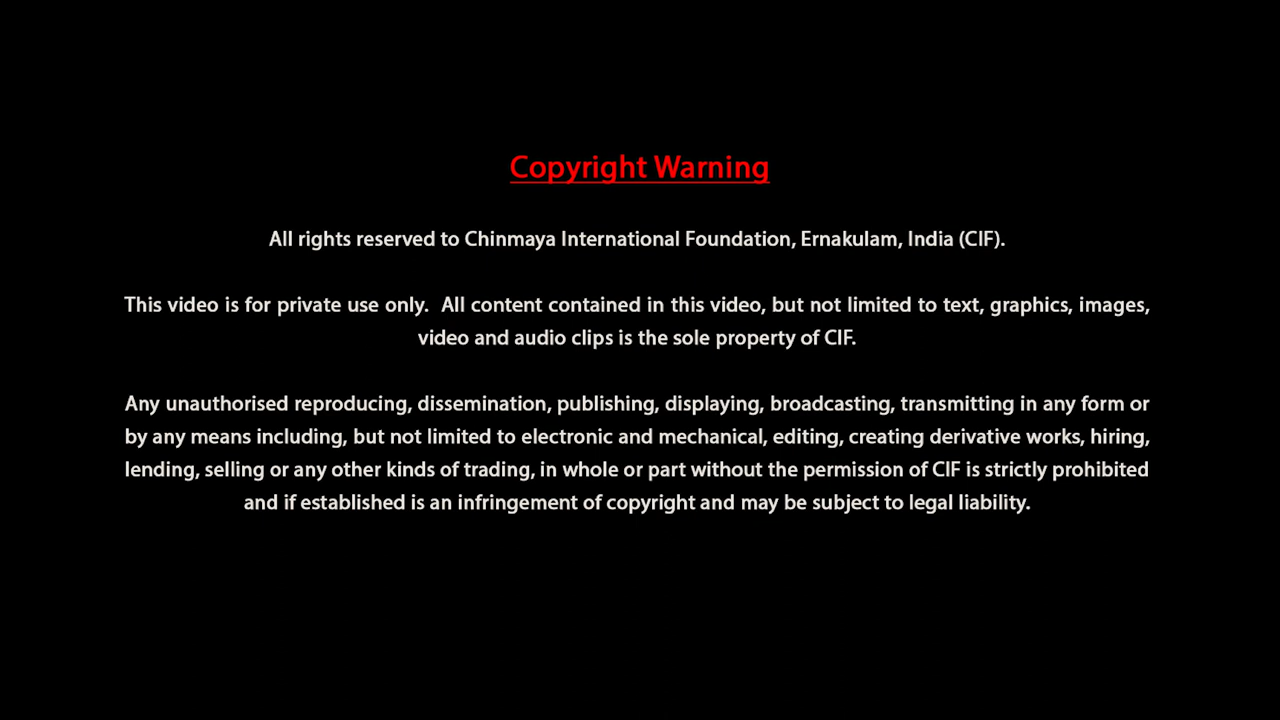 Copyright Warning
All rights reserved to Chinmaya International Foundation, Ernakulam, India (CIF).
This video is for private use only.  All content contained in this video, but not limited to text, graphics, images,
video and audio clips is the sole property of CIF.
Any unauthorised reproducing, dissemination, publishing, displaying, broadcasting, transmitting in any form or
by any means including, but not limited to electronic and mechanical, editing, creating derivative works, hiring,
lending, selling or any other kinds of trading, in whole or part without the permission of CIF is strictly prohibited
and if established is an infringement of copyright and may be subject to legal liability.